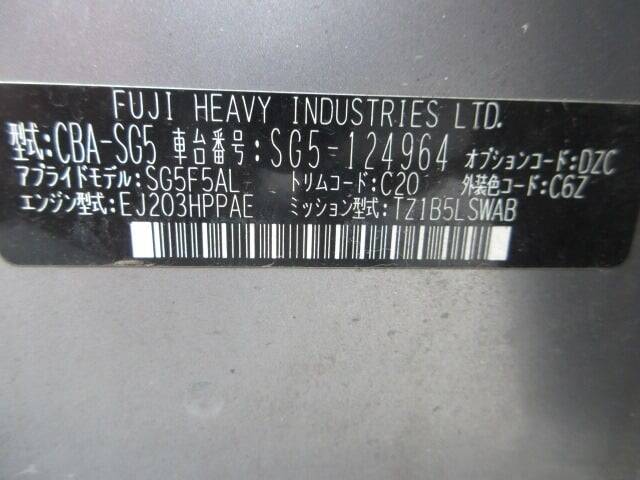 FUJI HEAVY INDUSTRIES LTD.
型式:CBA-SG5 車台番号:SG5-124964 オプションコード:DZC
アプライドモデル:SG5F5AL トリムコード:C20 外装色コード:C6Z
エンジン型式:EJ203HPPAE ミッション型式:TZ1B5LSWAB